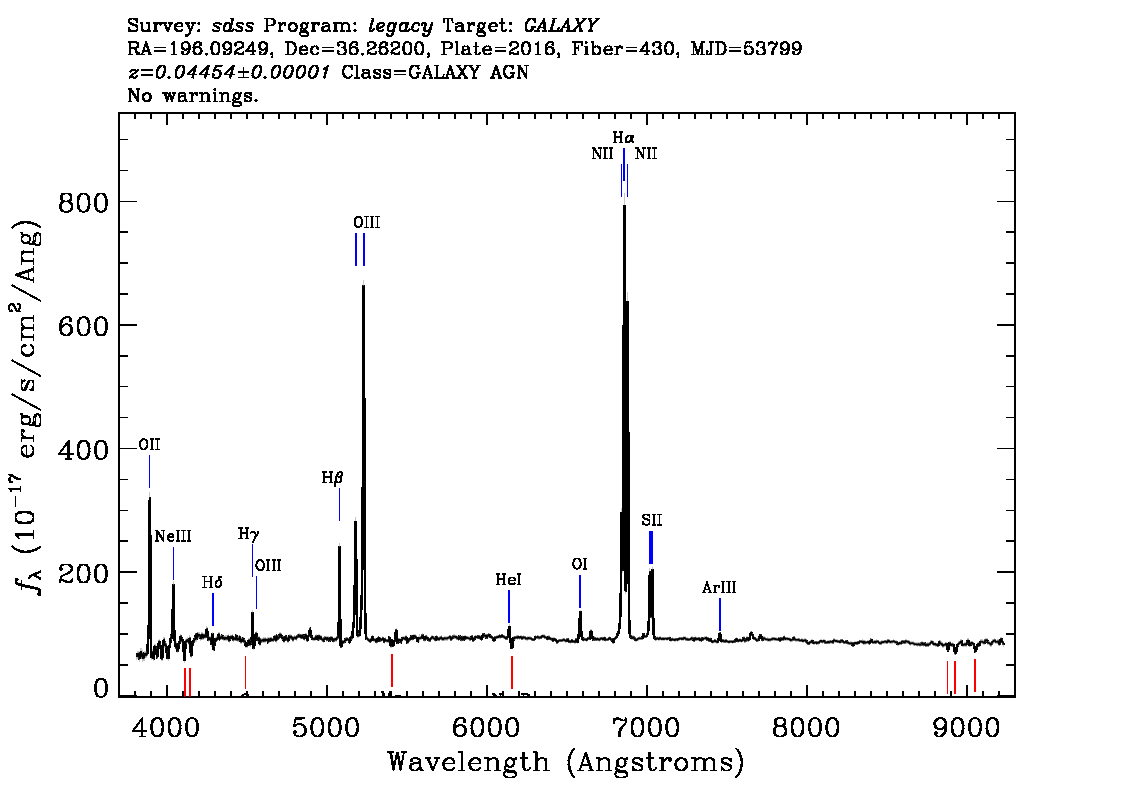 Survey: sdss Program: legacy Target: GALAXY
RA=196.09249, Dec=36.26200, Plate=2016, Fiber=430, MJD=53799
z=0.04454±0.00001 Class=GALAXY AGN
No warnings.
Hα
NII NII
OIII
OII
Hβ
NeIII
Hγ
OIII
Hδ
HeI
OI
SII
ArIII
800
600
400
200
0
f_λ (10^−17 erg/s/cm^2/Ang)
4000 5000 6000 7000 8000 9000
Wavelength (Angstroms)